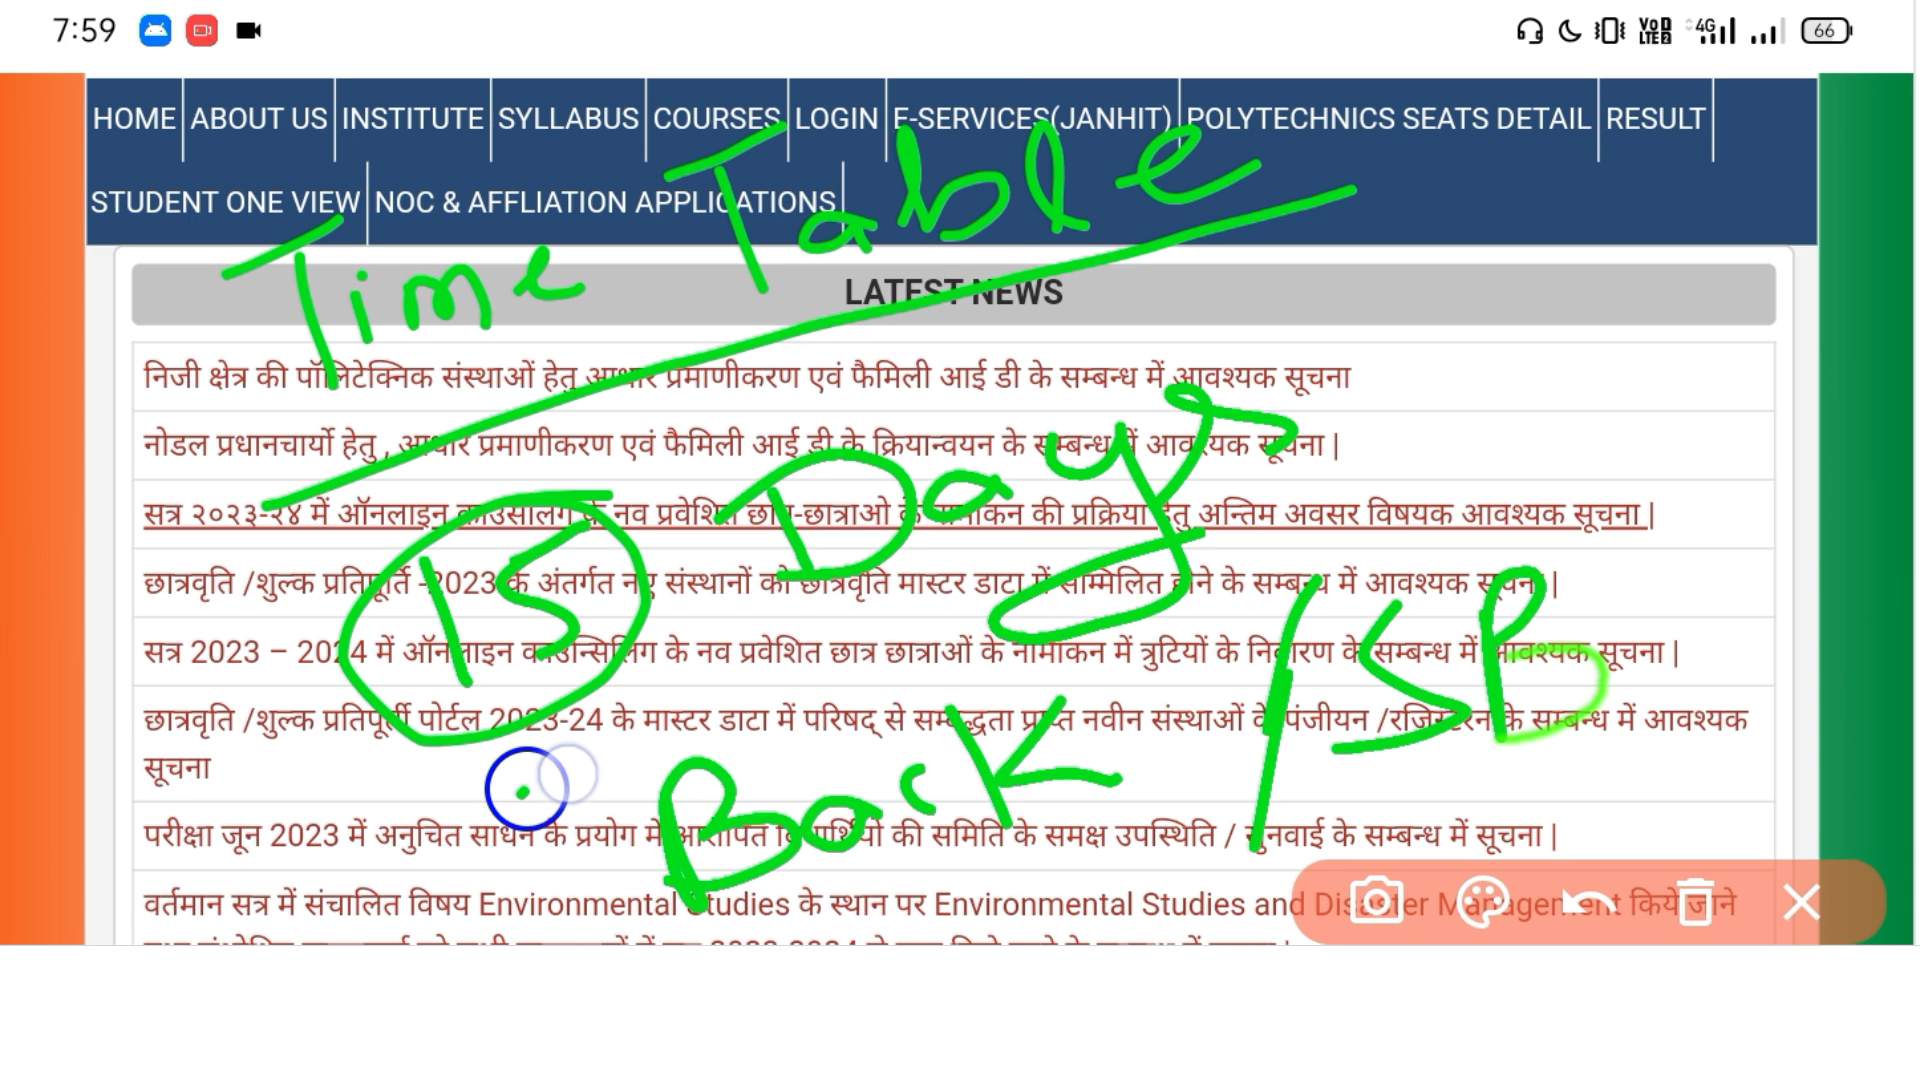 7:59
VoD LTE2 4G 66
HOME ABOUT US INSTITUTE SYLLABUS COURSES LOGIN E-SERVICES(JANHIT) POLYTECHNICS SEATS DETAIL RESULT
STUDENT ONE VIEW NOC & AFFLIATION APPLICATIONS
Time Table
LATEST NEWS
निजी क्षेत्र की पॉलिटेक्निक संस्थाओं हेतु आधार प्रमाणीकरण एवं फैमिली आई डी के सम्बन्ध में आवश्यक सूचना
नोडल प्रधानचार्यो हेतु , आधार प्रमाणीकरण एवं फैमिली आई डी के क्रियान्वयन के सम्बन्ध में आवश्यक सूचना |
सत्र २०२३-२४ में ऑनलाइन काउंसलिंग के नव प्रवेशित छात्र-छात्राओ के नामांकन की प्रक्रिया हेतु अन्तिम अवसर विषयक आवश्यक सूचना |
15 Days
छात्रवृति /शुल्क प्रतिपूर्ति -2023 के अंतर्गत नए संस्थानों को छात्रवृति मास्टर डाटा में सम्मिलित होने के सम्बन्ध में आवश्यक सूचना |
सत्र 2023 – 2024 में ऑनलाइन काउन्सिलिंग के नव प्रवेशित छात्र छात्राओं के नामांकन में त्रुटियों के निवारण के सम्बन्ध में आवश्यक सूचना |
छात्रवृति /शुल्क प्रतिपूर्ती पोर्टल 2023-24 के मास्टर डाटा में परिषद् से सम्बद्धता प्राप्त नवीन संस्थाओं के पंजीयन /रजिस्टरेन के सम्बन्ध में आवश्यक
सूचना
Back /SB
परीक्षा जून 2023 में अनुचित साधन के प्रयोग में आरोपित विद्यार्थियो की समिति के समक्ष उपस्थिति / सुनवाई के सम्बन्ध में सूचना |
वर्तमान सत्र में संचालित विषय Environmental Studies के स्थान पर Environmental Studies and Disaster Management किये जाने